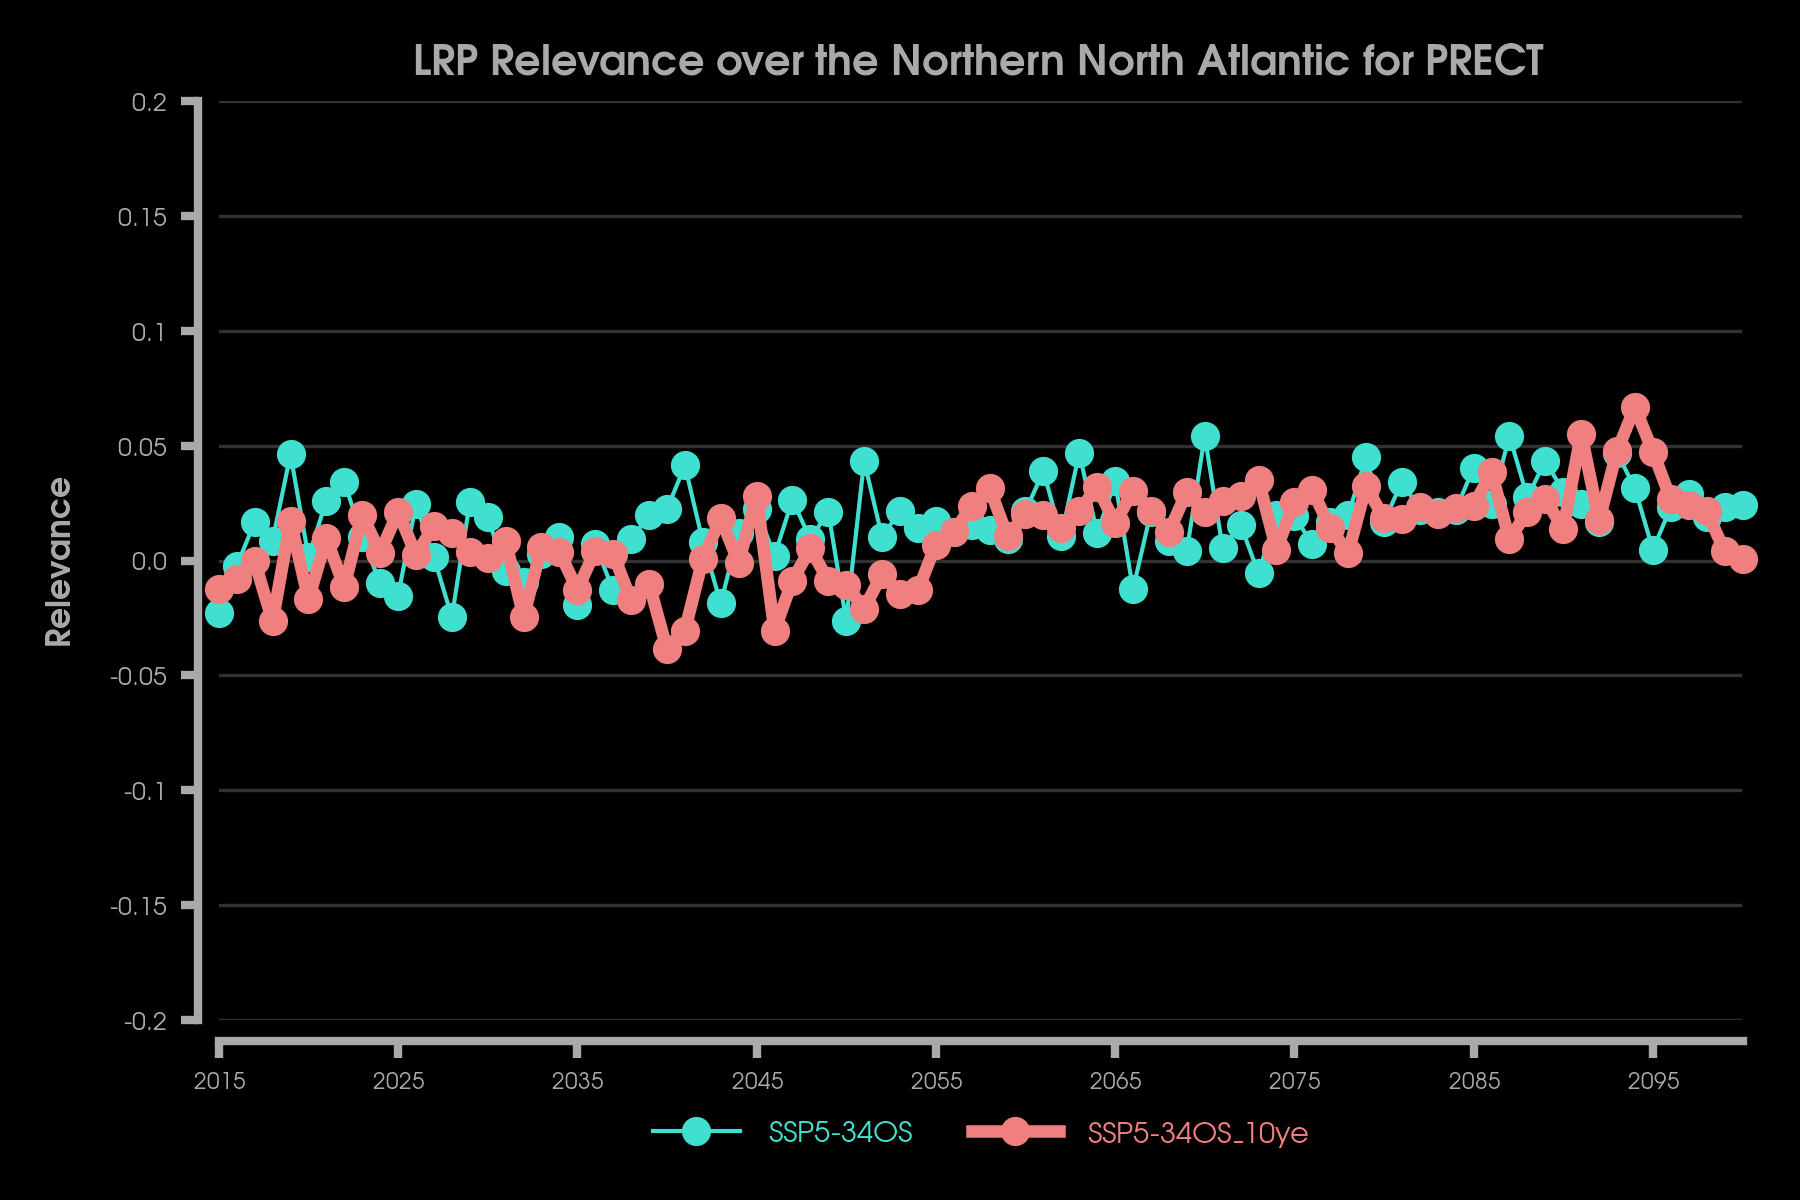 LRP Relevance over the Northern North Atlantic for PRECT
Relevance
0.2
0.15
0.1
0.05
0.0
-0.05
-0.1
-0.15
-0.2
2015 2025 2035 2045 2055 2065 2075 2085 2095
SSP5-34OS SSP5-34OS_10ye